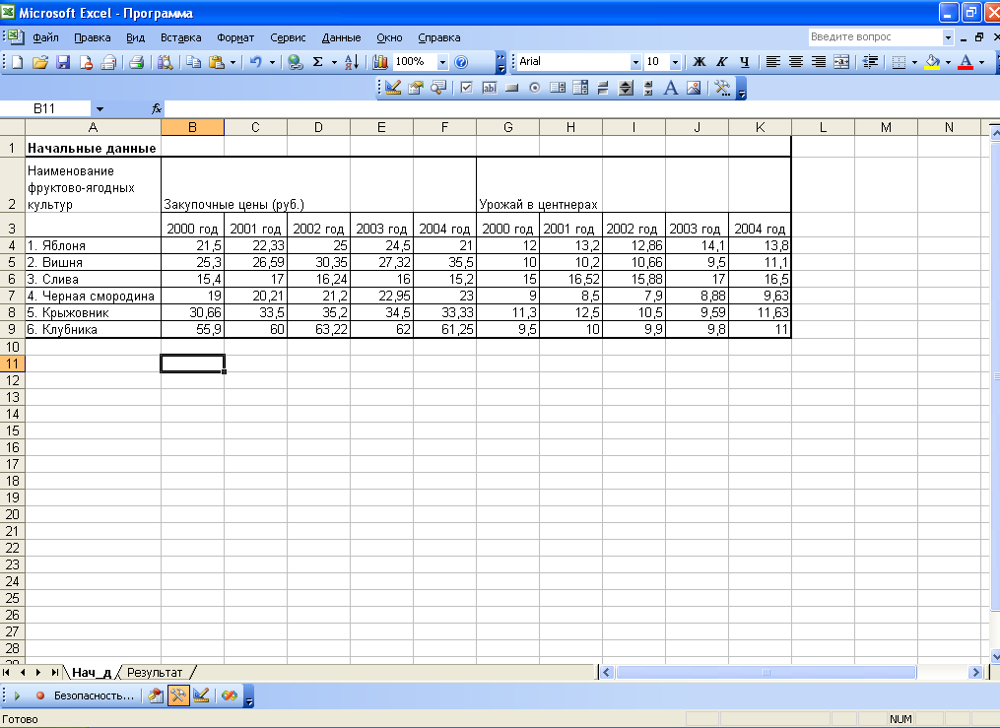 Microsoft Excel - Программа
Файл Правка Вид Вставка Формат Сервис Данные Окно Справка Введите вопрос
100% Arial 10 Ж К Ч
B11 fx
A B C D E F G H I J K L M N
1 Начальные данные
Наименование
фруктово-ягодных
2 культур Закупочные цены (руб.) Урожай в центнерах
3 2000 год 2001 год 2002 год 2003 год 2004 год 2000 год 2001 год 2002 год 2003 год 2004 год
4 1. Яблоня 21,5 22,33 25 24,5 21 12 13,2 12,86 14,1 13,8
5 2. Вишня 25,3 26,59 30,35 27,32 35,5 10 10,2 10,66 9,5 11,1
6 3. Слива 15,4 17 16,24 16 15,2 15 16,52 15,88 17 16,5
7 4. Черная смородина 19 20,21 21,2 22,95 23 9 8,5 7,9 8,88 9,63
8 5. Крыжовник 30,66 33,5 35,2 34,5 33,33 11,3 12,5 10,5 9,59 11,63
9 6. Клубника 55,9 60 63,22 62 61,25 9,5 10 9,9 9,8 11
10
11
12
13
14
15
16
17
18
19
20
21
22
23
24
25
26
27
28
Нач_д Результат
Безопасность...
Готово NUM